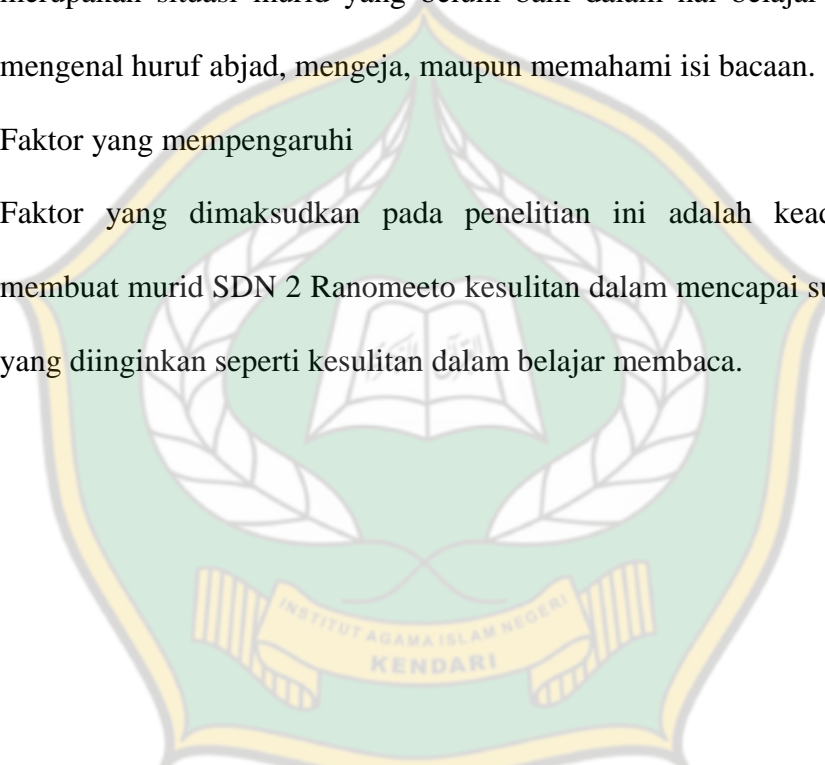 merupakan situasi murid yang belum baik dalam hal belajar
mengenal huruf abjad, mengeja, maupun memahami isi bacaan.
Faktor yang mempengaruhi
Faktor yang dimaksudkan pada penelitian ini adalah
membuat murid SDN 2 Ranomeeto kesulitan dalam mencapai
yang diinginkan seperti kesulitan dalam belajar membaca.
INSTITUT AGAMA ISLAM NEGERI
KENDARI